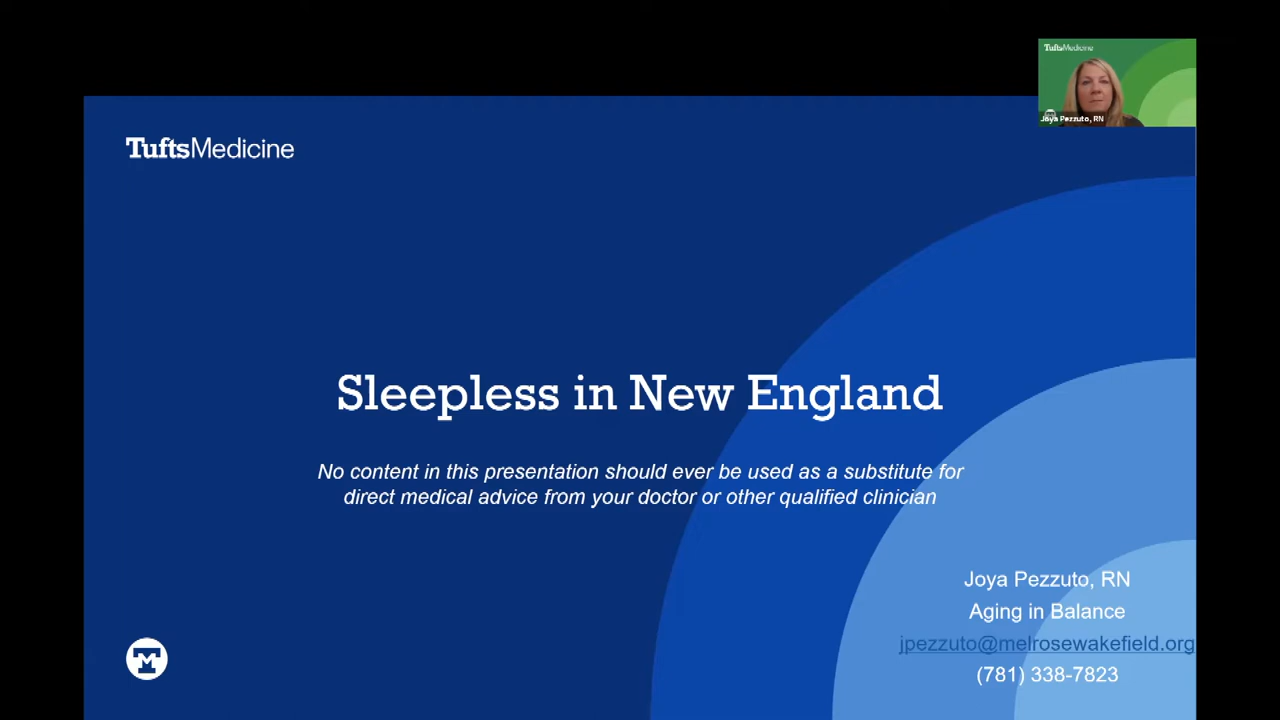 TuftsMedicine
Joya Pezzuto, RN
TuftsMedicine
Sleepless in New England
No content in this presentation should ever be used as a substitute for
direct medical advice from your doctor or other qualified clinician
Joya Pezzuto, RN
Aging in Balance
jpezzuto@melrosewakefield.org
(781) 338-7823